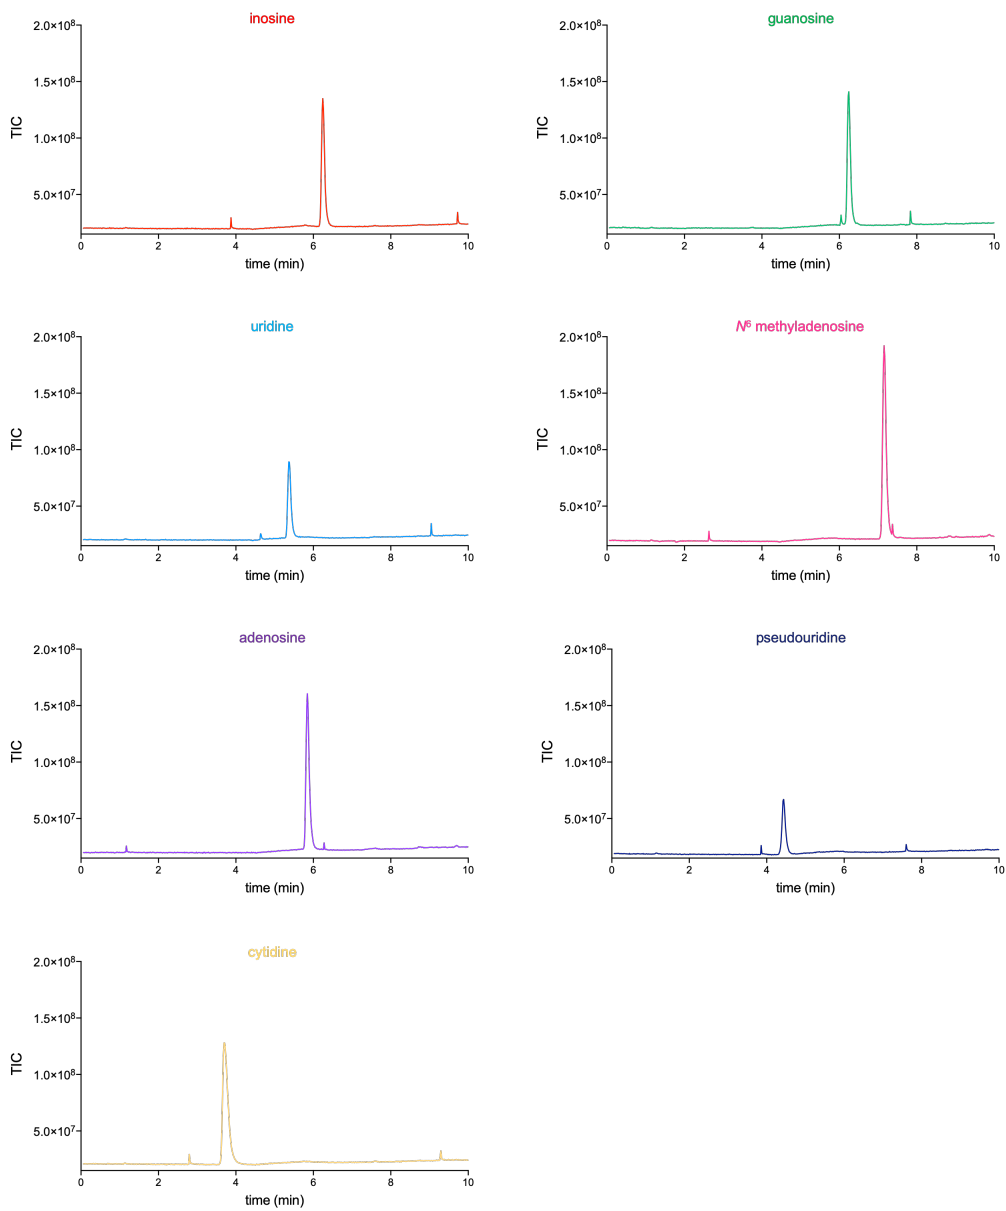 inosine
2.0×10⁸
1.5×10⁸
1.0×10⁸
5.0×10⁷
TIC
0 2 4 6 8 10
time (min)
guanosine
2.0×10⁸
1.5×10⁸
1.0×10⁸
5.0×10⁷
TIC
0 2 4 6 8 10
time (min)
uridine
2.0×10⁸
1.5×10⁸
1.0×10⁸
5.0×10⁷
TIC
0 2 4 6 8 10
time (min)
N⁶ methyladenosine
2.0×10⁸
1.5×10⁸
1.0×10⁸
5.0×10⁷
TIC
0 2 4 6 8 10
time (min)
adenosine
2.0×10⁸
1.5×10⁸
1.0×10⁸
5.0×10⁷
TIC
0 2 4 6 8 10
time (min)
pseudouridine
2.0×10⁸
1.5×10⁸
1.0×10⁸
5.0×10⁷
TIC
0 2 4 6 8 10
time (min)
cytidine
2.0×10⁸
1.5×10⁸
1.0×10⁸
5.0×10⁷
TIC
0 2 4 6 8 10
time (min)